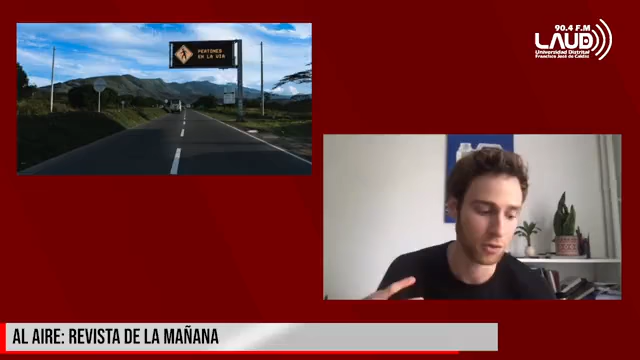 90.4 F.M
LAUD
Universidad Distrital
Francisco José de Caldas
PEATONES
EN LA VIA
AL AIRE: REVISTA DE LA MAÑANA